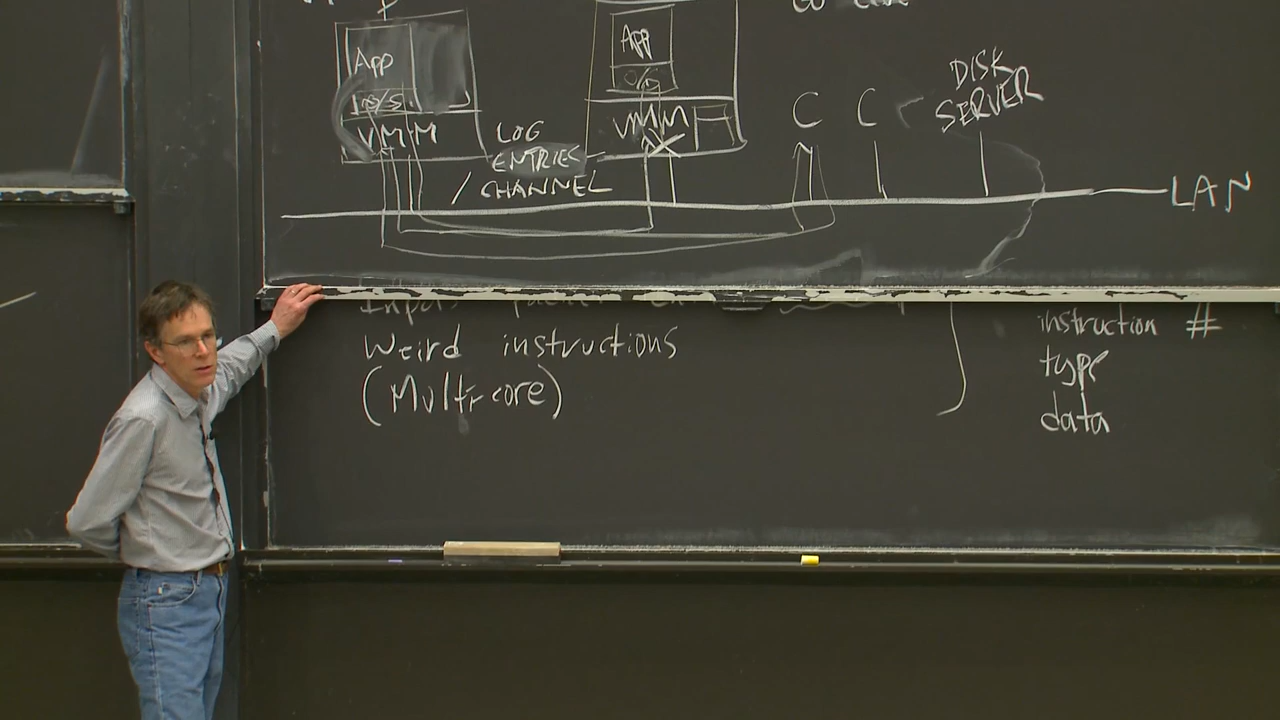 App
App
O/S
VMM
VMM
LOG
ENTRIES
/ CHANNEL
C
C
DISK
SERVER
LAN
Weird instructions
(Multi-core)
instruction #
type
data